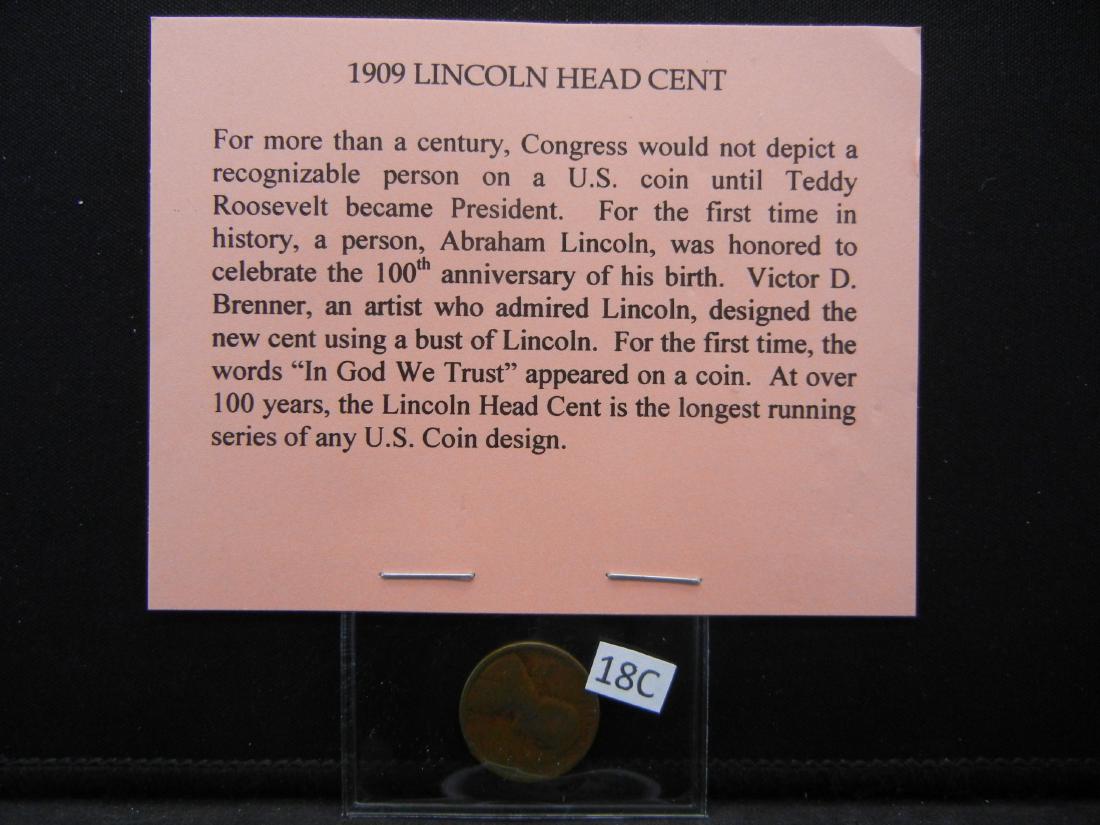 1909 LINCOLN HEAD CENT
For more than a century, Congress would not depict a
recognizable person on a U.S. coin until Teddy
Roosevelt became President. For the first time in
history, a person, Abraham Lincoln, was honored to
celebrate the 100th anniversary of his birth. Victor D.
Brenner, an artist who admired Lincoln, designed the
new cent using a bust of Lincoln. For the first time, the
words “In God We Trust” appeared on a coin. At over
100 years, the Lincoln Head Cent is the longest running
series of any U.S. Coin design.
18C